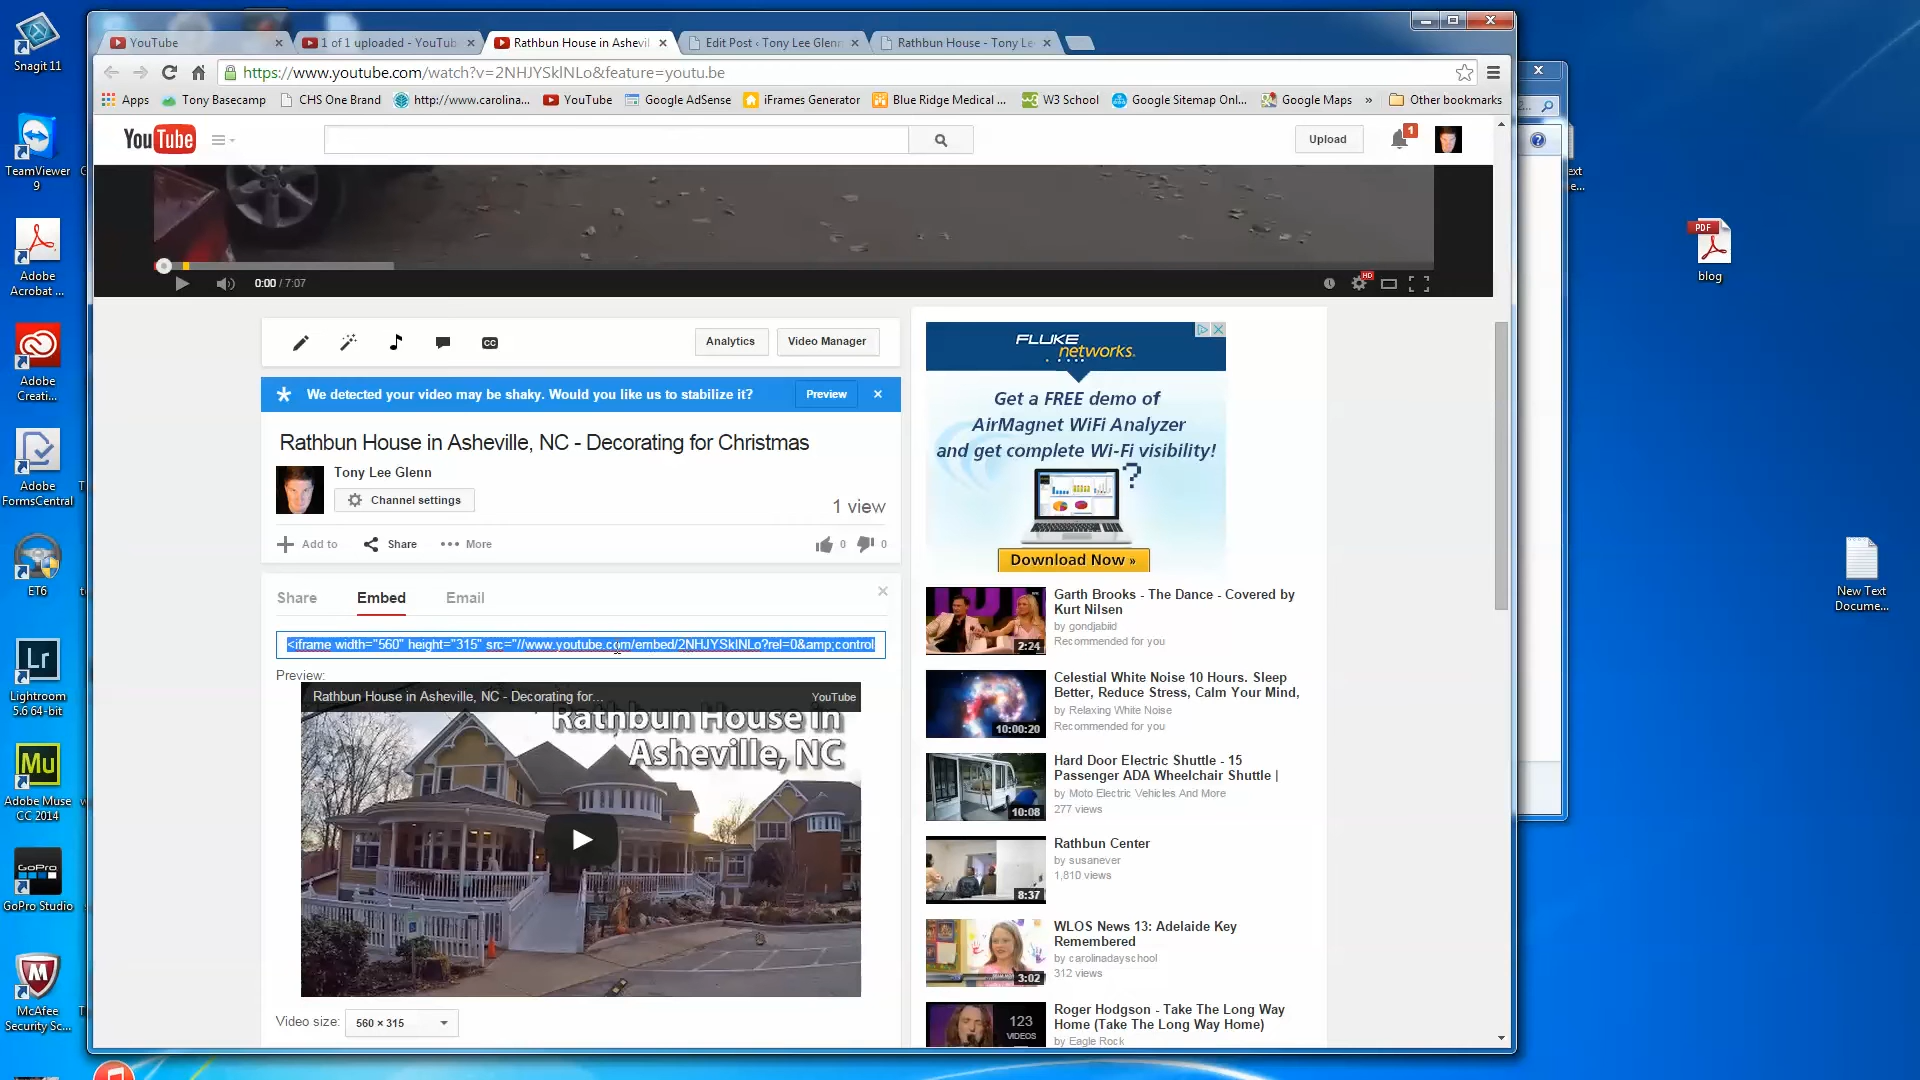 Snagit 11
TeamViewer
9
Adobe
Acrobat ...
Adobe
Creati...
Adobe
FormsCentral
ET6
Lr
Lightroom
5.6 64-bit
Mu
Adobe Muse
CC 2014
GoPro
GoPro Studio
McAfee
Security Sc...
YouTube
1 of 1 uploaded - YouTub
Rathbun House in Ashevil
Edit Post ‹ Tony Lee Glenn
Rathbun House - Tony Le
https://www.youtube.com/watch?v=2NHJYSklNLo&feature=youtu.be
Apps
Tony Basecamp
CHS One Brand
http://www.carolina...
YouTube
Google AdSense
iFrames Generator
Blue Ridge Medical ...
W3 School
Google Sitemap Onl...
Google Maps
»
Other bookmarks
YouTube
Upload
1
0:00 / 7:07
HD
CC
Analytics
Video Manager
We detected your video may be shaky. Would you like us to stabilize it?
Preview
Rathbun House in Asheville, NC - Decorating for Christmas
Tony Lee Glenn
Channel settings
1 view
Add to
Share
More
0
0
Share
Embed
Email
<iframe width="560" height="315" src="//www.youtube.com/embed/2NHJYSklNLo?rel=0&amp;control
Preview:
Rathbun House in Asheville, NC - Decorating for...
YouTube
Rathbun House in
Asheville, NC
Video size:
560 × 315
FLUKE
networks.
Get a FREE demo of
AirMagnet WiFi Analyzer
and get complete Wi-Fi visibility!
?
Download Now »
Garth Brooks - The Dance - Covered by
Kurt Nilsen
by gondjabiid
Recommended for you
2:24
Celestial White Noise 10 Hours. Sleep
Better, Reduce Stress, Calm Your Mind,
by Relaxing White Noise
Recommended for you
10:00:20
Hard Door Electric Shuttle - 15
Passenger ADA Wheelchair Shuttle |
by Moto Electric Vehicles And More
277 views
10:08
Rathbun Center
by susanever
1,810 views
8:37
WLOS News 13: Adelaide Key
Remembered
by carolinadayschool
312 views
3:02
Roger Hodgson - Take The Long Way
Home (Take The Long Way Home)
by Eagle Rock
123
VIDEOS
ext
e...
PDF
blog
New Text
Docume...